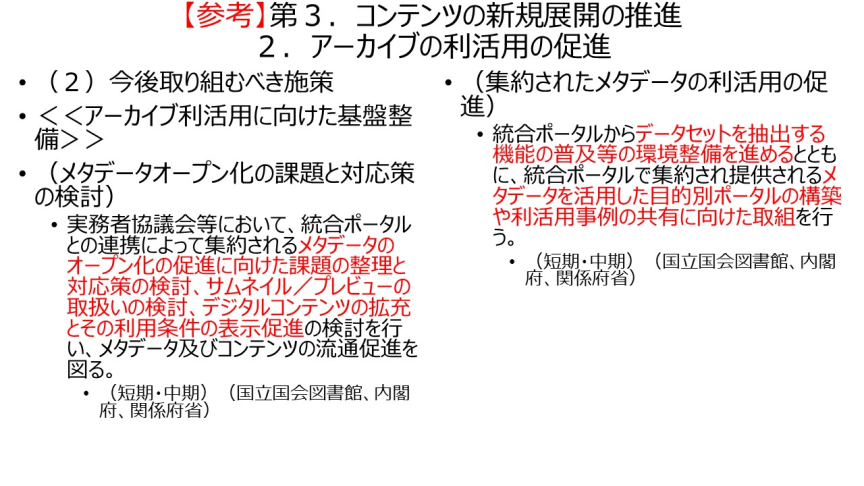 【参考】第３．コンテンツの新規展開の推進
２．アーカイブの利活用の促進
• （２）今後取り組むべき施策
• ＜＜アーカイブ利活用に向けた基盤整
備＞＞
• （メタデータオープン化の課題と対応策
の検討）
• 実務者協議会等において、統合ポータル
との連携によって集約されるメタデータの
オープン化の促進に向けた課題の整理と
対応策の検討、サムネイル／プレビューの
取扱いの検討、デジタルコンテンツの拡充
とその利用条件の表示促進の検討を行
い、メタデータ及びコンテンツの流通促進を
図る。
• （短期・中期）（国立国会図書館、内閣
府、関係府省）
• （集約されたメタデータの利活用の促
進）
• 統合ポータルからデータセットを抽出する
機能の普及等の環境整備を進めるととも
に、統合ポータルで集約され提供されるメ
タデータを活用した目的別ポータルの構築
や利活用事例の共有に向けた取組を行
う。
• （短期・中期）（国立国会図書館、内閣
府、関係府省）